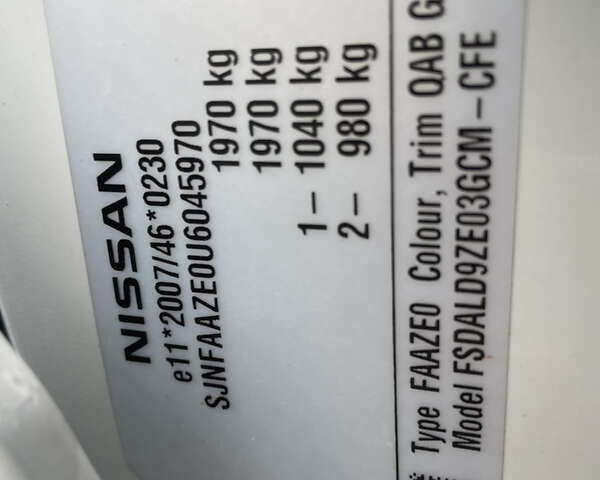 NISSAN
e11*2007/46*0230
SJNFAAZE0U6045970
1970 kg
1970 kg
1– 1040 kg
2– 980 kg
Type FAAZE0 Colour, Trim QAB G
Model FSDALD9ZE03GCM–CFE